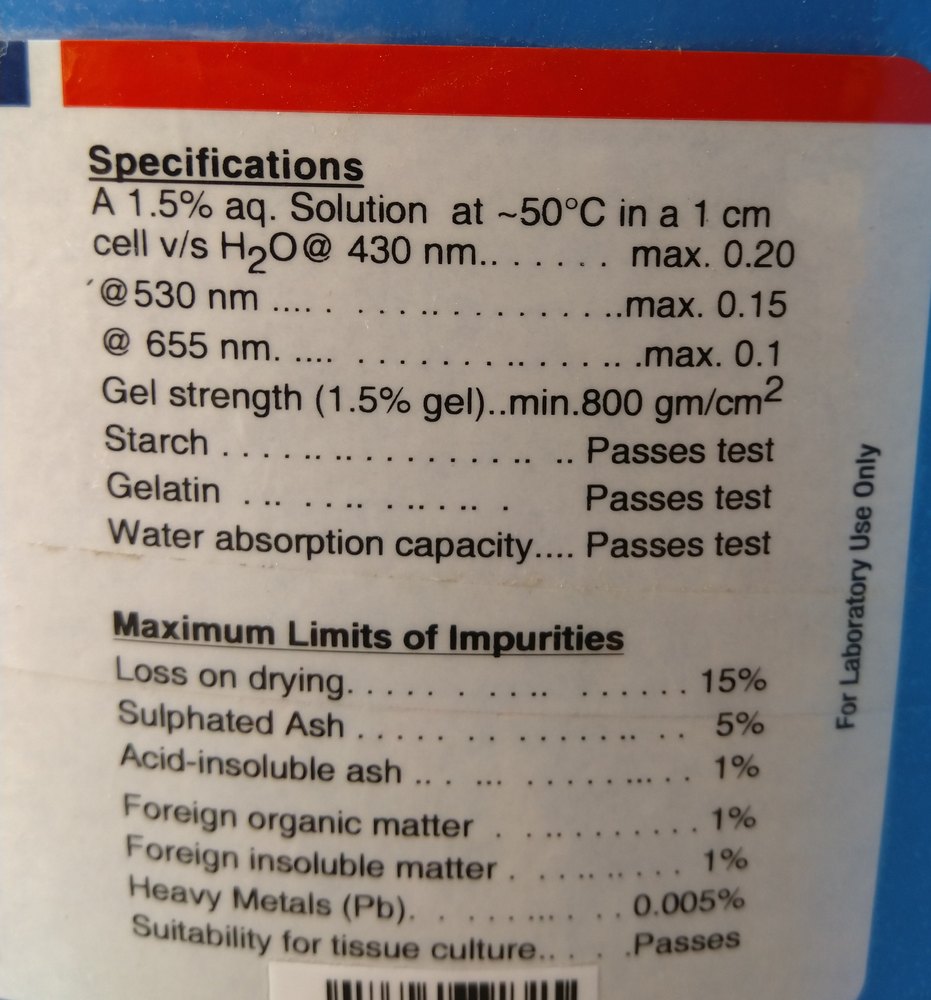 Specifications
A 1.5% aq. Solution at ~50°C in a 1 cm
cell v/s H₂O@ 430 nm.. . . . . . . max. 0.20
´@530 nm ..... . . . .. .. . . . . . . . . ..max. 0.15
@ 655 nm. .... . . . . . . . . .. . . .. . .max. 0.1
Gel strength (1.5% gel)..min.800 gm/cm²
Starch . . . . .. .. . . . . . . . . .. .. Passes test
Gelatin . .. . . .. .. . .. . .. . Passes test
Water absorption capacity.... Passes test
Maximum Limits of Impurities
Loss on drying. . . . . . . . .. .. . . . . . . 15%
Sulphated Ash . . . . . . . . . . . . . .. . . 5%
Acid-insoluble ash .. . . ... . . . . . ... . . 1%
Foreign organic matter . . ... . . . . . . . . 1%
Foreign insoluble matter . . . . .. . . . . 1%
Heavy Metals (Pb). . . . . . ... . . . . 0.005%
Suitability for tissue culture.. . . .Passes
For Laboratory Use Only